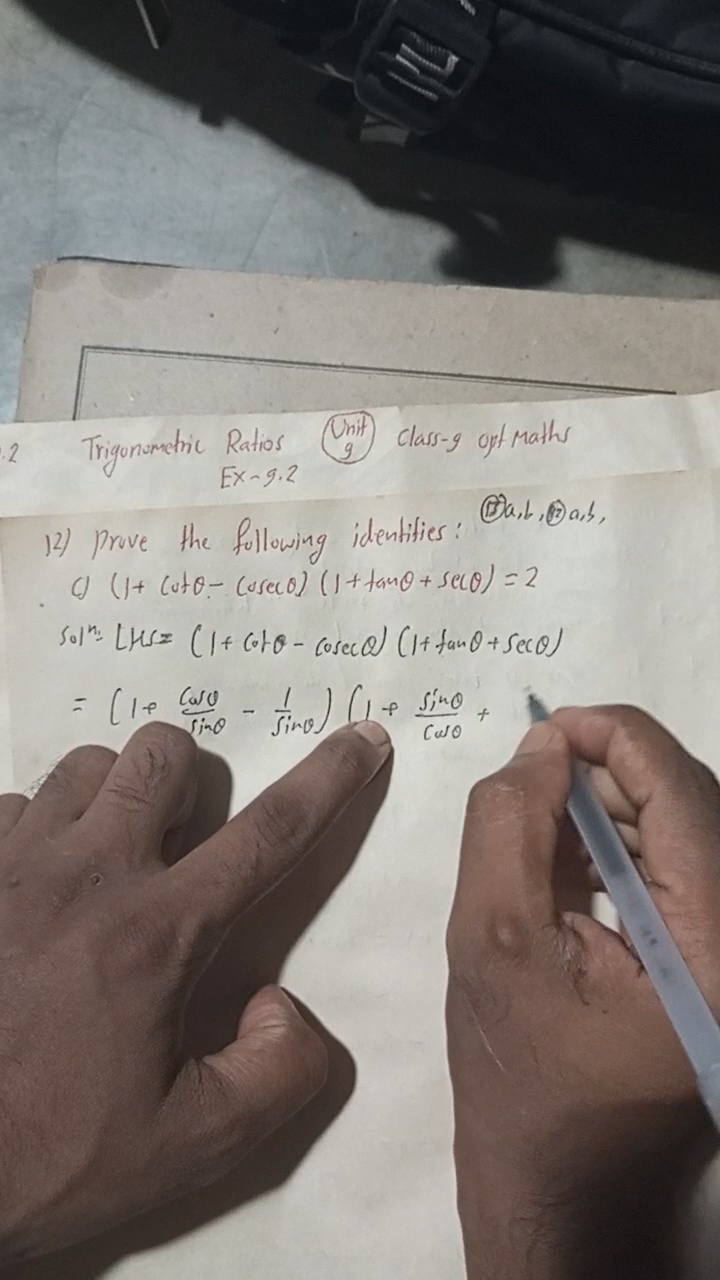 .2 Trigonometric Ratios Unit 9 Class-9 opt Maths
Ex-9.2
12) prove the following identities: a,b, a,b,
c) (1+ cotθ - cosecθ) (1+tanθ+secθ) = 2
Solⁿ: LHS= (1+ cotθ - cosecθ) (1+tanθ+secθ)
= (1+ Cosθ/sinθ - 1/sinθ) (1+ sinθ/cosθ +